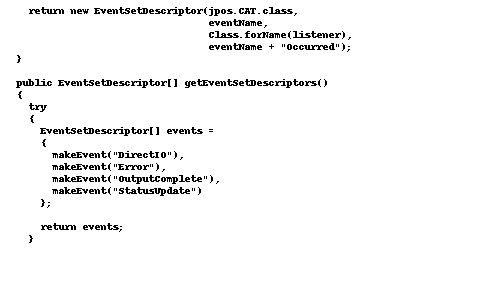 return new EventSetDescriptor(jpos.CAT.class,
eventName,
Class.forName(listener),
eventName + "Occurred");
}
public EventSetDescriptor[] getEventSetDescriptors()
{
try
{
EventSetDescriptor[] events =
{
makeEvent("DirectIO"),
makeEvent("Error"),
makeEvent("OutputComplete"),
makeEvent("StatusUpdate")
};
return events;
}